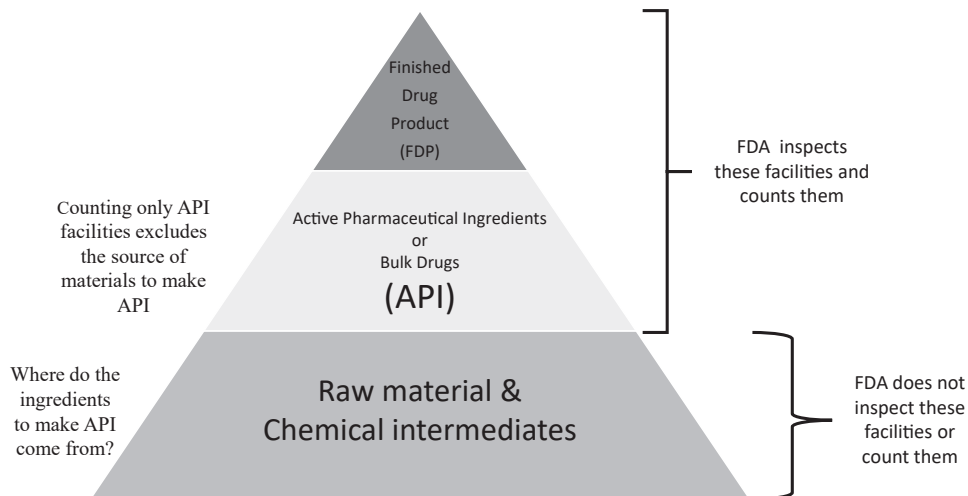 Finished
Drug
Product
(FDP)
FDA inspects
these facilities and
counts them
Counting only API
facilities excludes
the source of
materials to make
API
Active Pharmaceutical Ingredients
or
Bulk Drugs
(API)
Where do the
ingredients
to make API
come from?
Raw material &
Chemical intermediates
FDA does not
inspect these
facilities or
count them